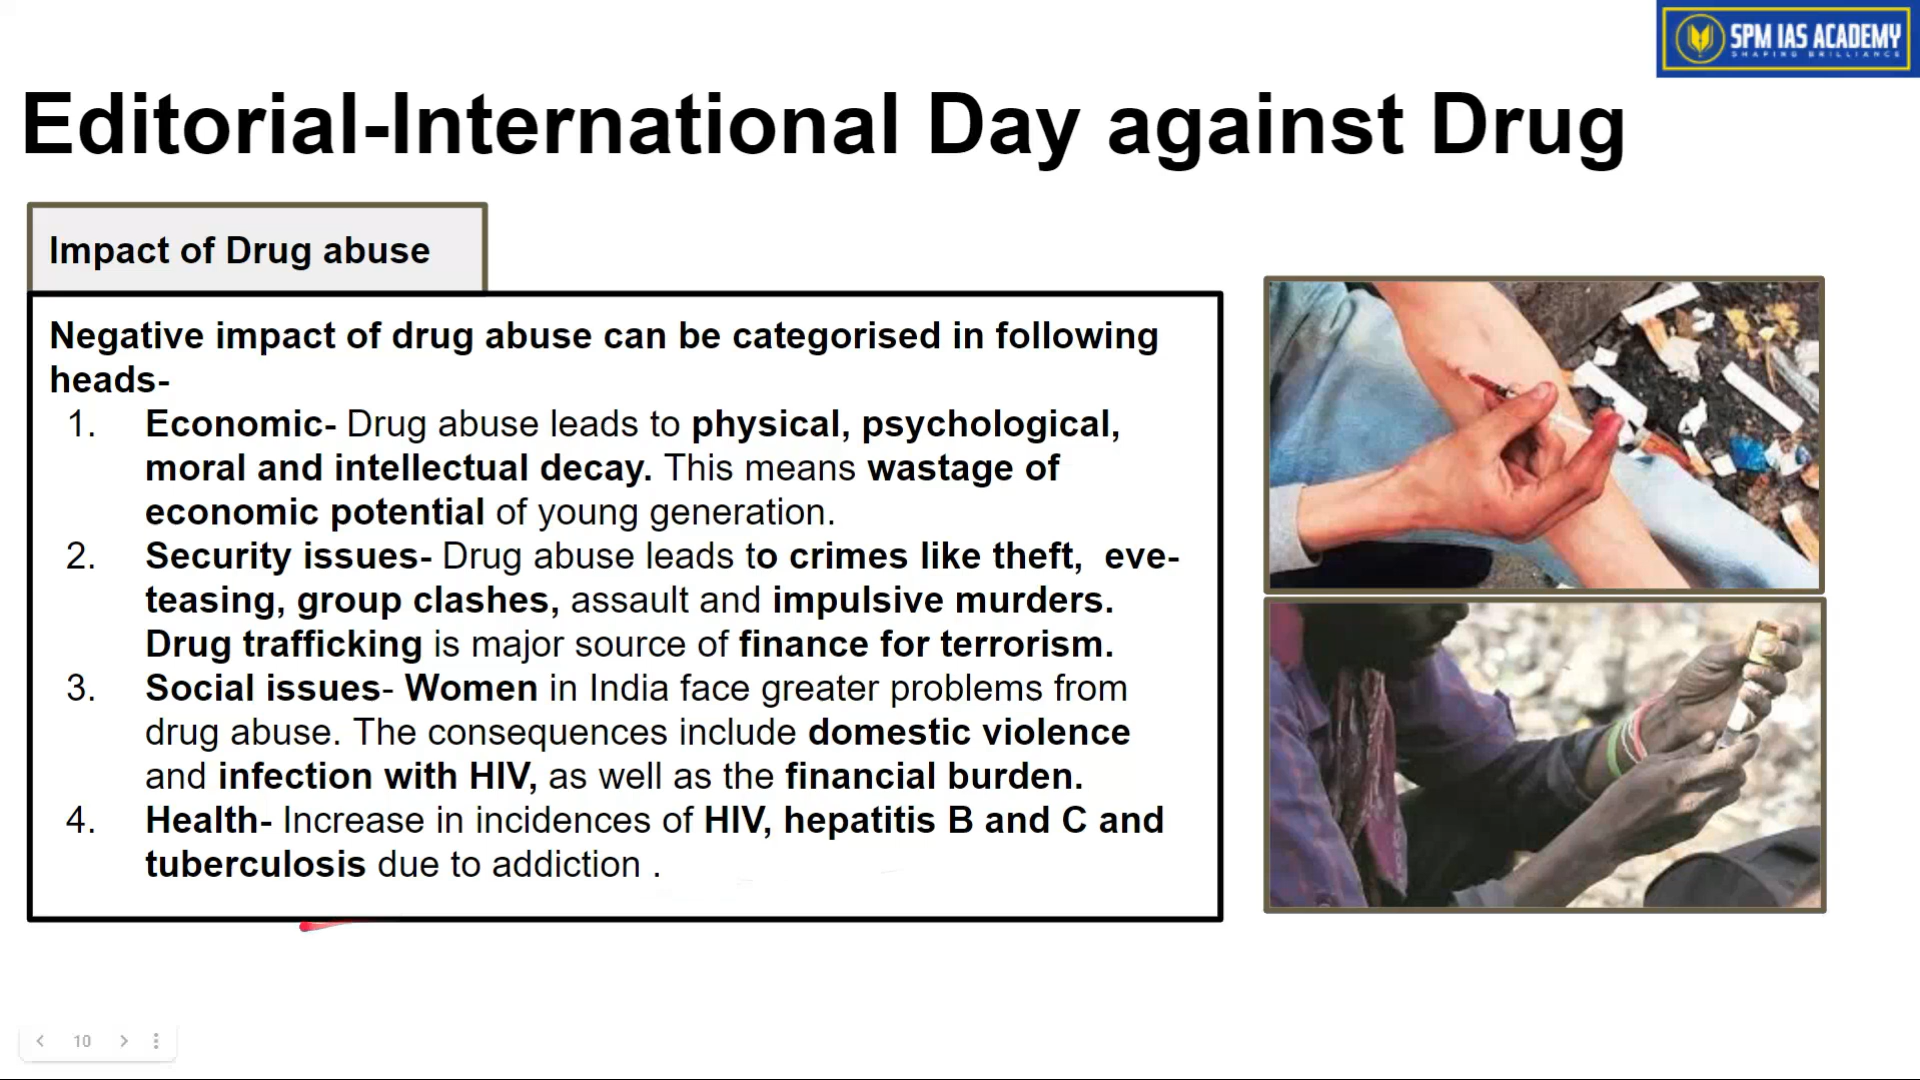 SPM IAS ACADEMY
SHAPING BRILLIANCE
Editorial-International Day against Drug
Impact of Drug abuse
Negative impact of drug abuse can be categorised in following
heads-
1. Economic- Drug abuse leads to physical, psychological,
moral and intellectual decay. This means wastage of
economic potential of young generation.
2. Security issues- Drug abuse leads to crimes like theft,  eve-
teasing, group clashes, assault and impulsive murders.
Drug trafficking is major source of finance for terrorism.
3. Social issues- Women in India face greater problems from
drug abuse. The consequences include domestic violence
and infection with HIV, as well as the financial burden.
4. Health- Increase in incidences of HIV, hepatitis B and C and
tuberculosis due to addiction .
10